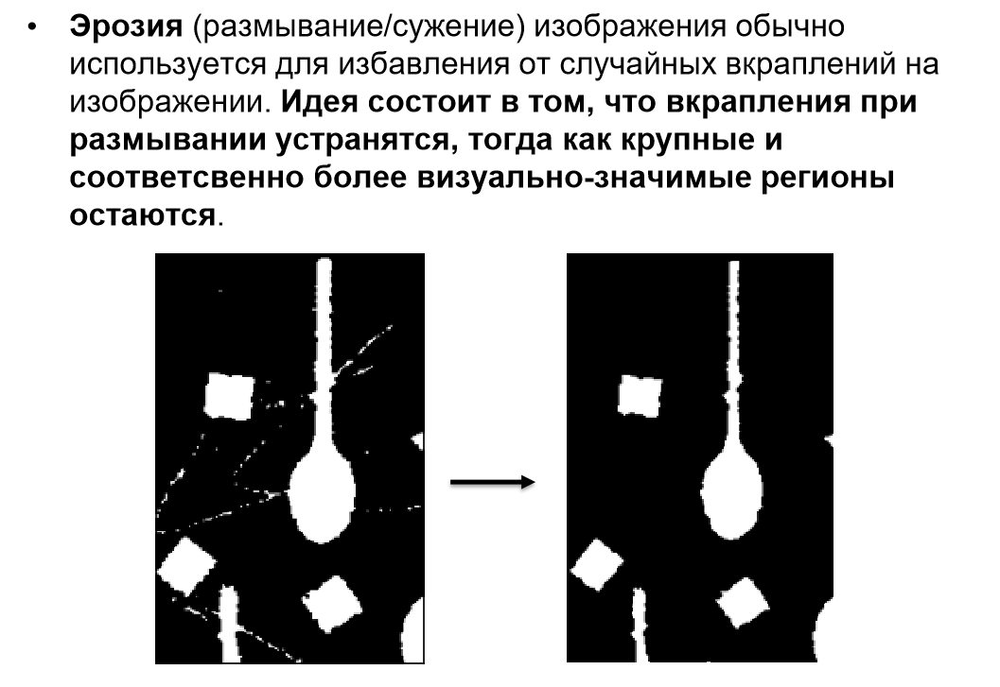 • Эрозия (размывание/сужение) изображения обычно
используется для избавления от случайных вкраплений на
изображении. Идея состоит в том, что вкрапления при
размывании устранятся, тогда как крупные и
соответсвенно более визуально-значимые регионы
остаются.